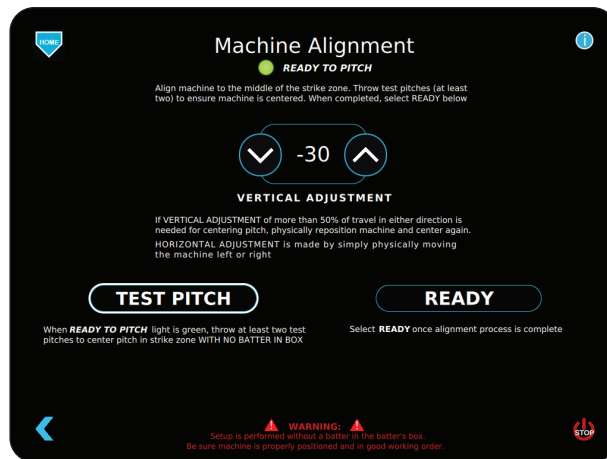 HOME
Machine Alignment
i
READY TO PITCH
Align machine to the middle of the strike zone. Throw test pitches (at least
two) to ensure machine is centered. When completed, select READY below
-30
VERTICAL ADJUSTMENT
If VERTICAL ADJUSTMENT of more than 50% of travel in either direction is
needed for centering pitch, physically reposition machine and center again.
HORIZONTAL ADJUSTMENT is made by simply physically moving
the machine left or right
TEST PITCH
When READY TO PITCH light is green, throw at least two test
pitches to center pitch in strike zone WITH NO BATTER IN BOX
READY
Select READY once alignment process is complete
WARNING:
Setup is performed without a batter in the batter's box.
Be sure machine is properly positioned and in good working order.
STOP